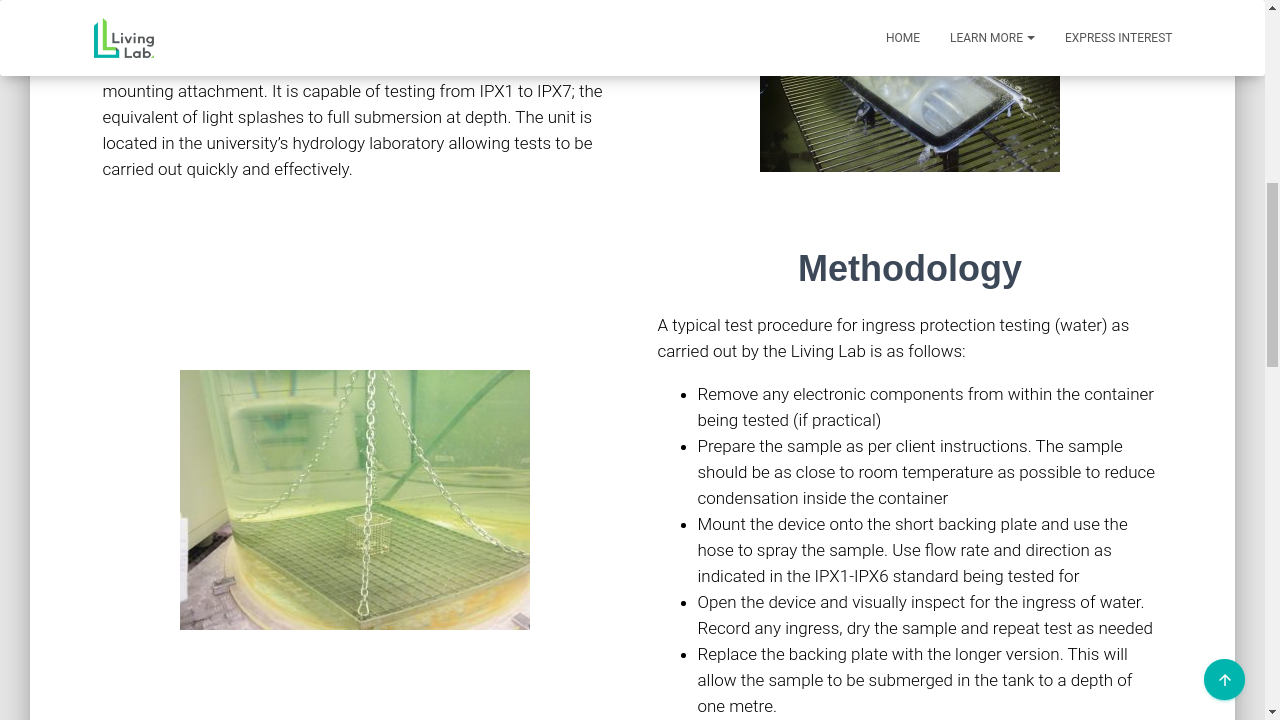 Living
Lab.
HOME
LEARN MORE
EXPRESS INTEREST
mounting attachment. It is capable of testing from IPX1 to IPX7; the
equivalent of light splashes to full submersion at depth. The unit is
located in the university’s hydrology laboratory allowing tests to be
carried out quickly and effectively.
Methodology
A typical test procedure for ingress protection testing (water) as
carried out by the Living Lab is as follows:
Remove any electronic components from within the container
being tested (if practical)
Prepare the sample as per client instructions. The sample
should be as close to room temperature as possible to reduce
condensation inside the container
Mount the device onto the short backing plate and use the
hose to spray the sample. Use flow rate and direction as
indicated in the IPX1-IPX6 standard being tested for
Open the device and visually inspect for the ingress of water.
Record any ingress, dry the sample and repeat test as needed
Replace the backing plate with the longer version. This will
allow the sample to be submerged in the tank to a depth of
one metre.